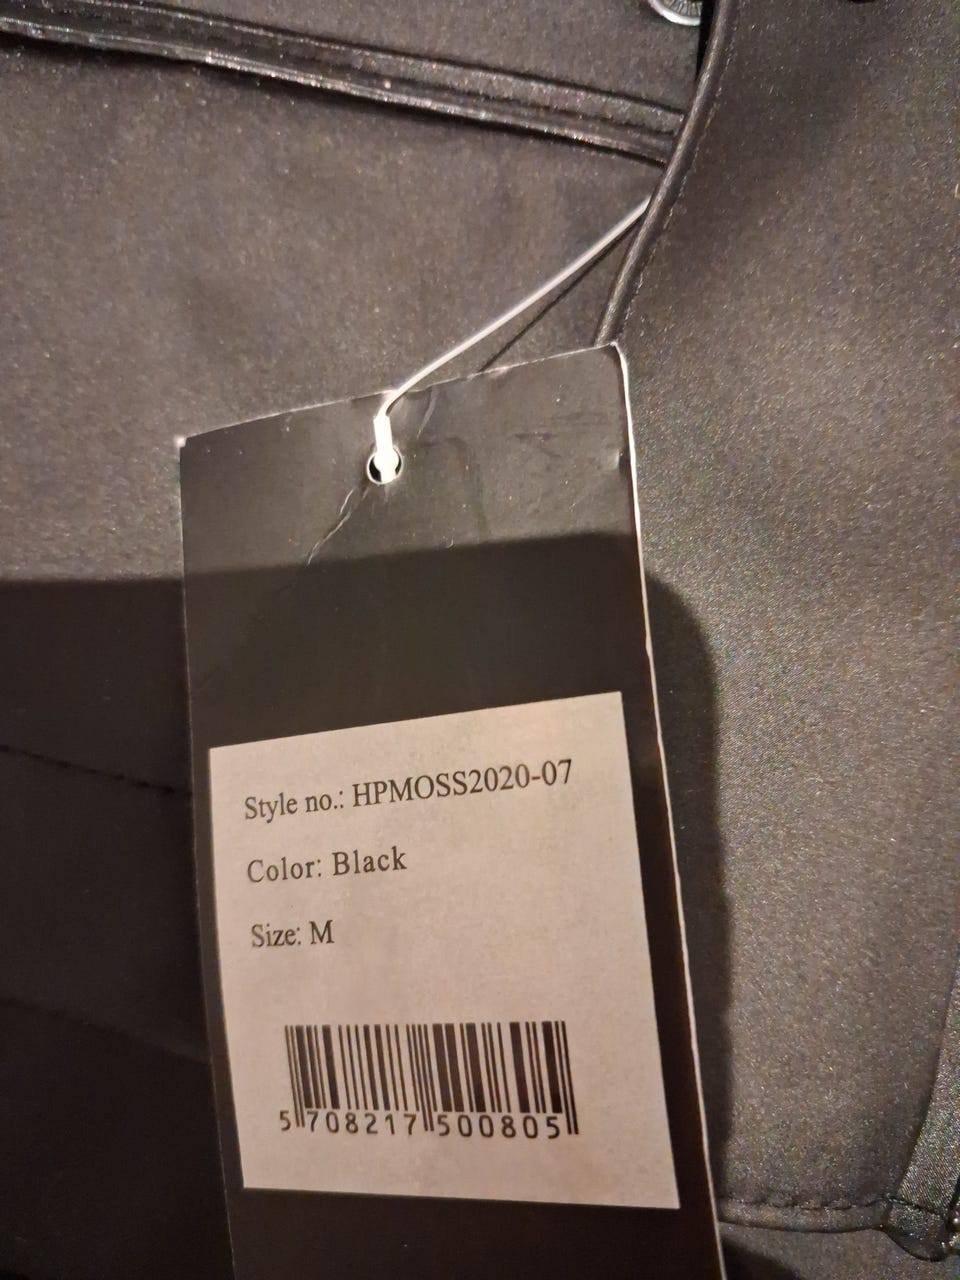 Style no.: HPMOSS2020-07
Color: Black
Size: M
5 708217 500805